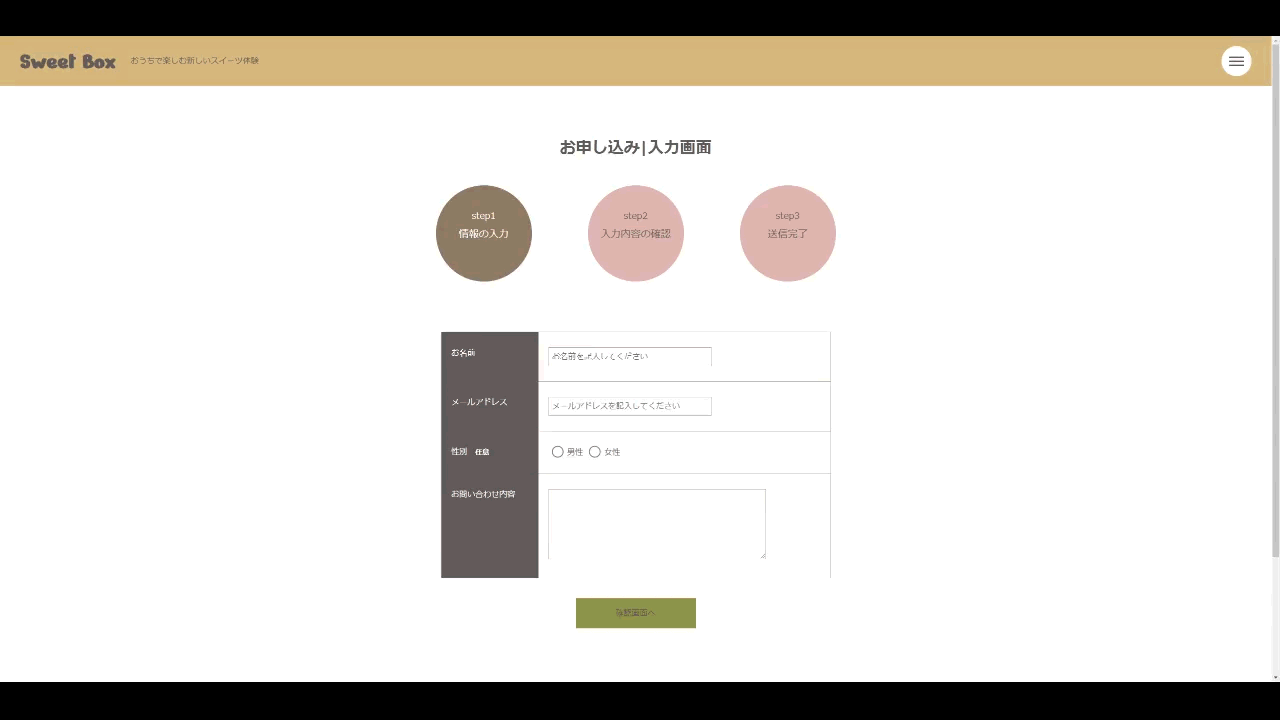 Sweet Box おうちで楽しむ新しいスイーツ体験
お申し込み|入力画面
step1
情報の入力
step2
入力内容の確認
step3
送信完了
お名前
お名前を記入してください
メールアドレス
メールアドレスを記入してください
性別 任意
男性 女性
お問い合わせ内容
確認画面へ